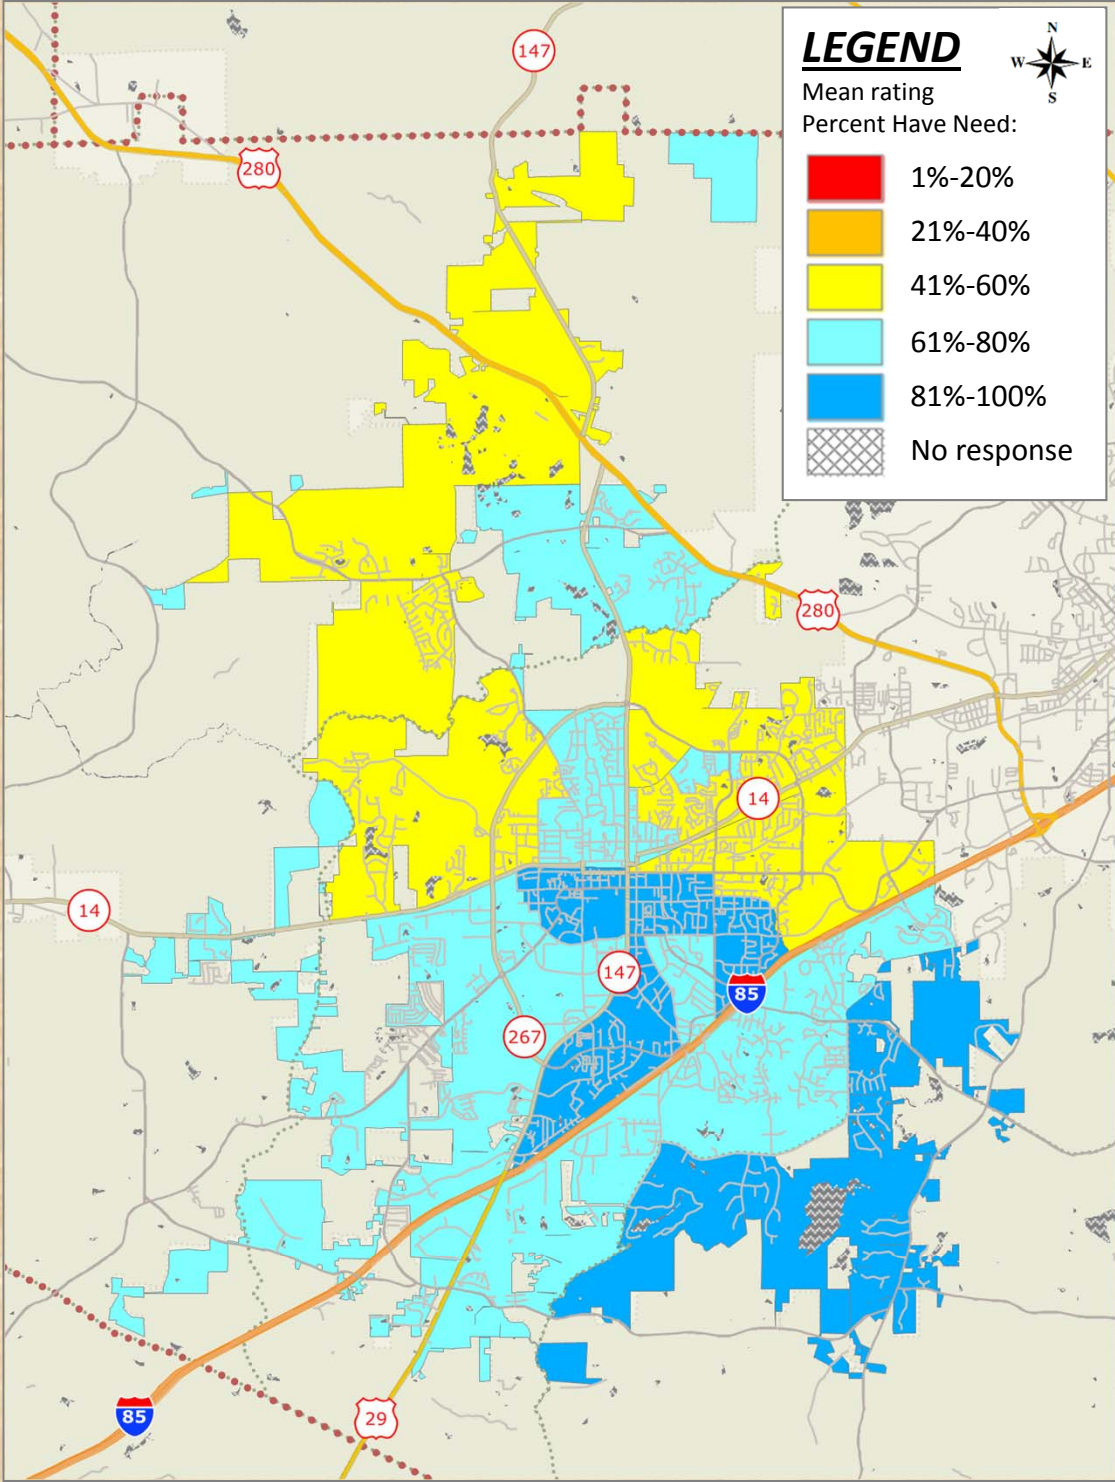 LEGEND
N
W E
S
Mean rating
Percent Have Need:
1%-20%
21%-40%
41%-60%
61%-80%
81%-100%
No response
147
280
280
14
14
147
85
267
85
29